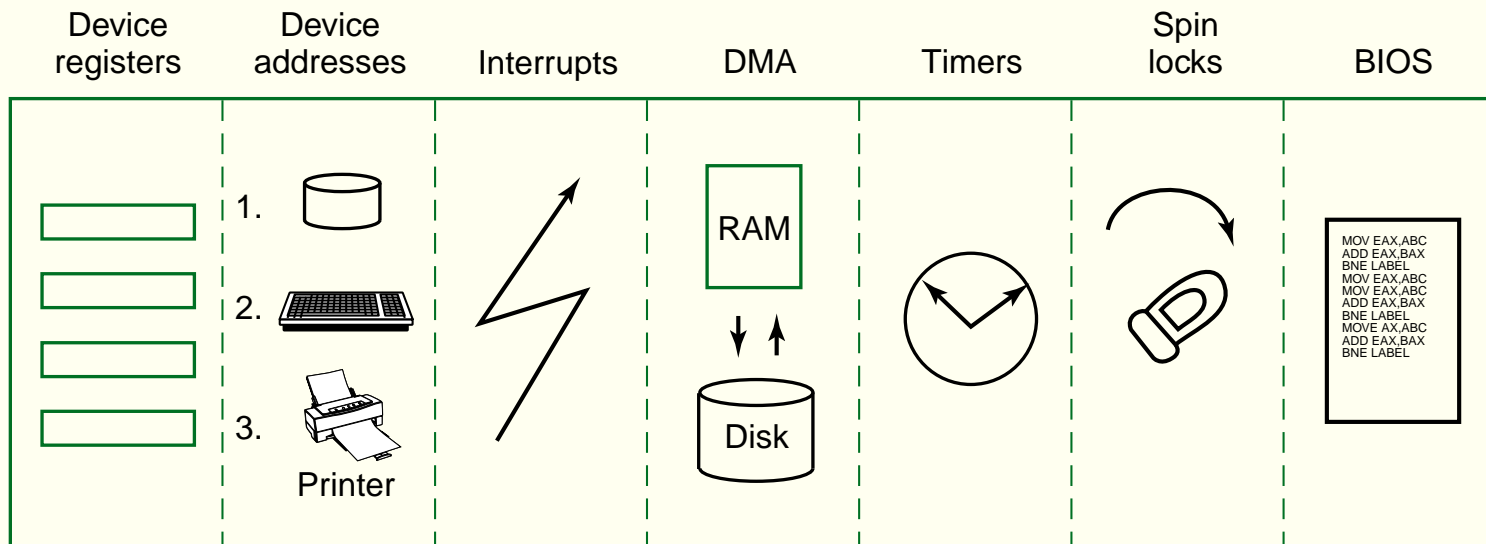 Device
registers
Device
addresses
Interrupts
DMA
Timers
Spin
locks
BIOS
1.
2.
3.
Printer
RAM
Disk
MOV EAX,ABC
ADD EAX,BAX
BNE LABEL
MOV EAX,ABC
MOV EAX,ABC
ADD EAX,BAX
BNE LABEL
MOVE AX,ABC
ADD EAX,BAX
BNE LABEL